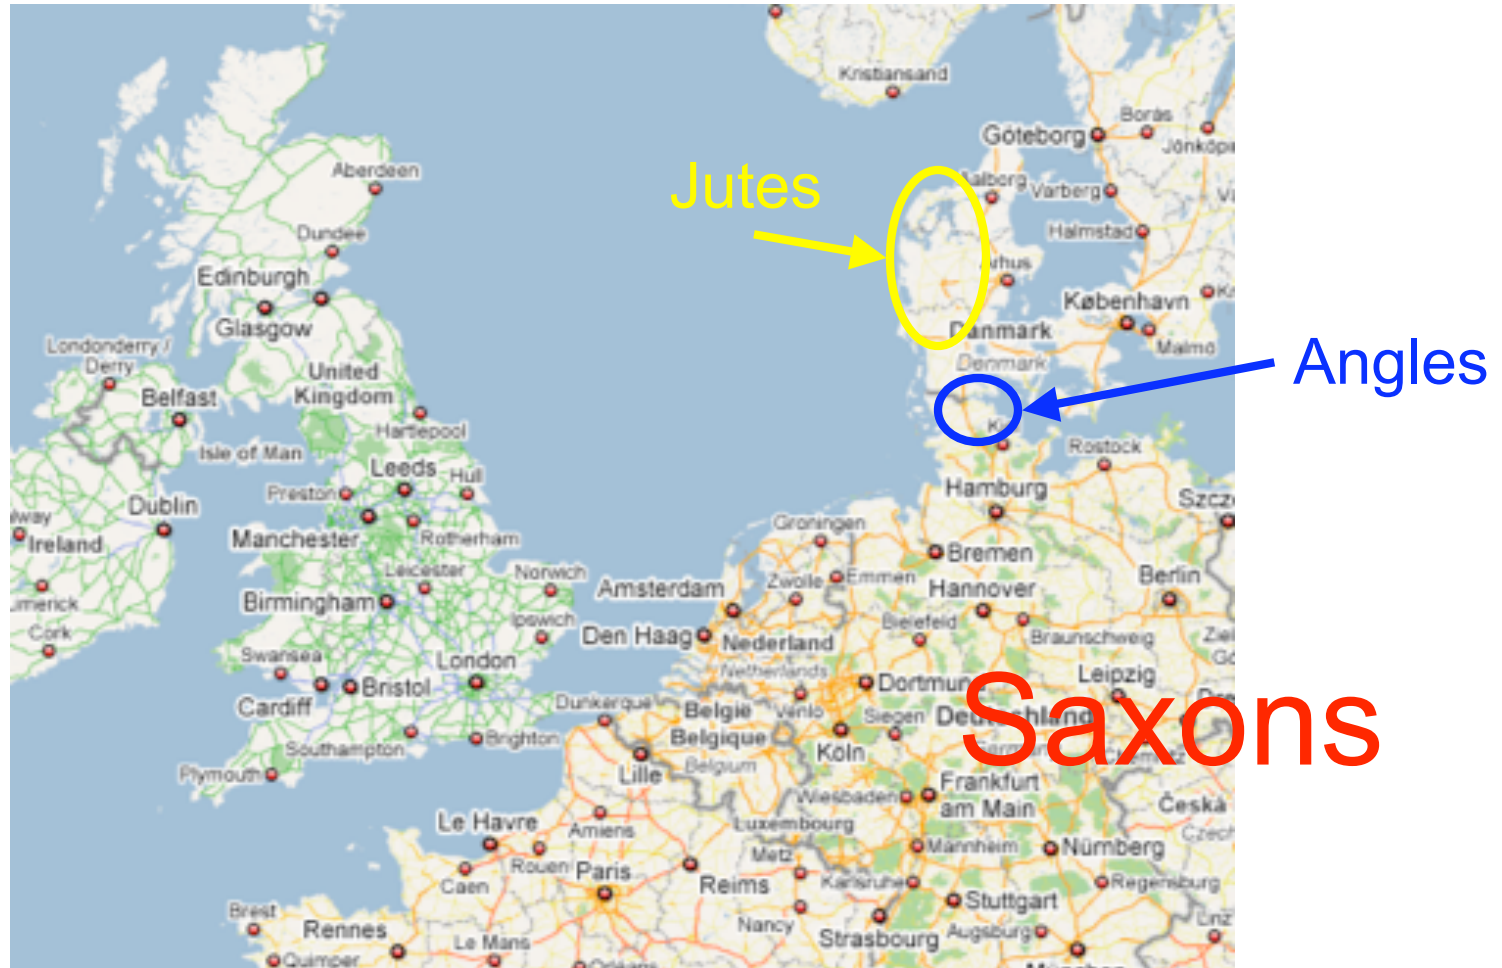 Kristiansand
Borås
Göteborg
Aberdeen
Jutes
Aalborg
Varberg
Dundee
Halmstad
Edinburgh
Århus
København
Glasgow
Danmark
Malmö
Londonderry /
Derry
Denmark
Angles
United
Kingdom
Belfast
Hartlepool
Isle of Man
Rostock
Leeds
Hull
Preston
Hamburg
Dublin
Groningen
Ireland
Manchester
Rotherham
Bremen
Leicester
Norwich
Amsterdam
Zwolle
Emmen
Hannover
Berlin
Birmingham
Ipswich
Bielefeld
Cork
Den Haag
Nederland
Braunschweig
Swansea
London
Netherlands
Leipzig
Bristol
Dortmund
Saxons
Cardiff
Dunkerque
België
Venlo
Siegen
Deutschland
Southampton
Brighton
Belgique
Köln
Plymouth
Lille
Belgium
Frankfurt
am Main
Wiesbaden
Česká
Le Havre
Amiens
Luxembourg
Mannheim
Nürnberg
Rouen
Paris
Metz
Caen
Reims
Karlsruhe
Regensburg
Brest
Stuttgart
Rennes
Nancy
Linz
Le Mans
Strasbourg
Augsburg
Quimper